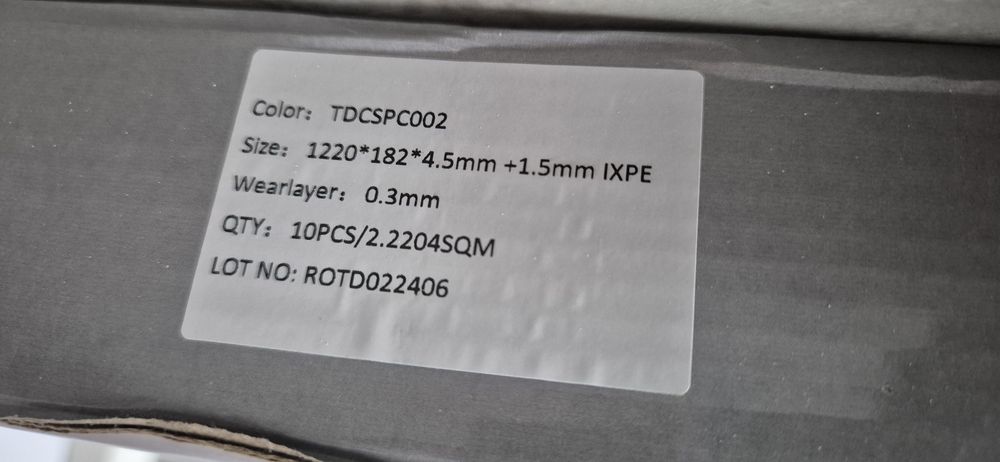 Color: TDCSPC002
Size: 1220*182*4.5mm +1.5mm IXPE
Wearlayer: 0.3mm
QTY: 10PCS/2.2204SQM
LOT NO: ROTD022406